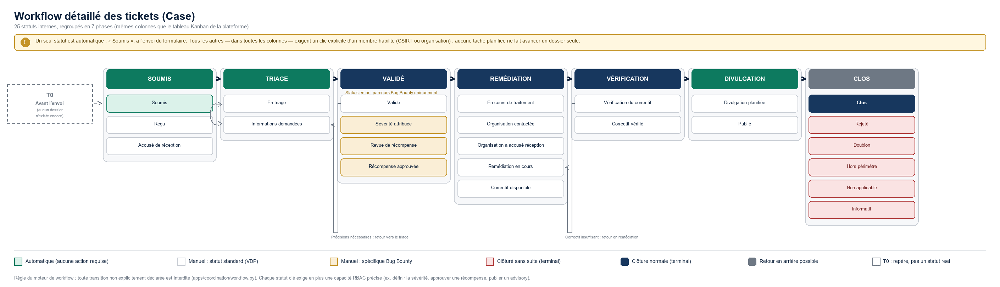 Workflow détaillé des tickets (Case)
25 statuts internes, regroupés en 7 phases (mêmes colonnes que le tableau Kanban de la plateforme)
!
Un seul statut est automatique : « Soumis », a l'envoi du formulaire. Tous les autres — dans toutes les colonnes — exigent un clic explicite d'un membre habilite (CSIRT ou organisation) : aucune tache planifiee ne fait avancer un dossier seule.
T0
Avant l'envoi
(aucun dossier
n'existe encore)
SOUMIS
Soumis
Reçu
Accusé de réception
TRIAGE
En triage
Informations demandées
VALIDÉ
Statuts en or : parcours Bug Bounty uniquement
Validé
Sévérité attribuée
Revue de récompense
Récompense approuvée
REMÉDIATION
En cours de traitement
Organisation contactée
Organisation a accusé réception
Remédiation en cours
Correctif disponible
VÉRIFICATION
Vérification du correctif
Correctif vérifié
DIVULGATION
Divulgation planifiée
Publié
CLOS
Clos
Rejeté
Doublon
Hors périmètre
Non applicable
Informatif
Précisions nécessaires : retour vers le triage
Correctif insuffisant : retour en remédiation
Automatique (aucune action requise)
Manuel : statut standard (VDP)
Manuel : spécifique Bug Bounty
Clôturé sans suite (terminal)
Clôture normale (terminal)
Retour en arrière possible
T0 : repère, pas un statut reel
Règle du moteur de workflow : toute transition non explicitement déclarée est interdite (apps/coordination/workflow.py). Chaque statut clé exige en plus une capacité RBAC précise (ex. définir la sévérité, approuver une récompense, publier un advisory).